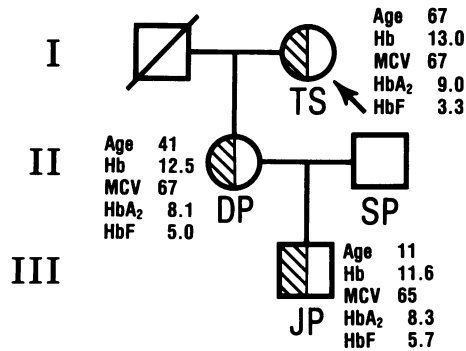 I
Age 67
Hb 13.0
MCV 67
HbA2 9.0
HbF 3.3
TS
II
Age 41
Hb 12.5
MCV 67
HbA2 8.1
HbF 5.0
DP
SP
III
Age 11
Hb 11.6
MCV 65
HbA2 8.3
HbF 5.7
JP